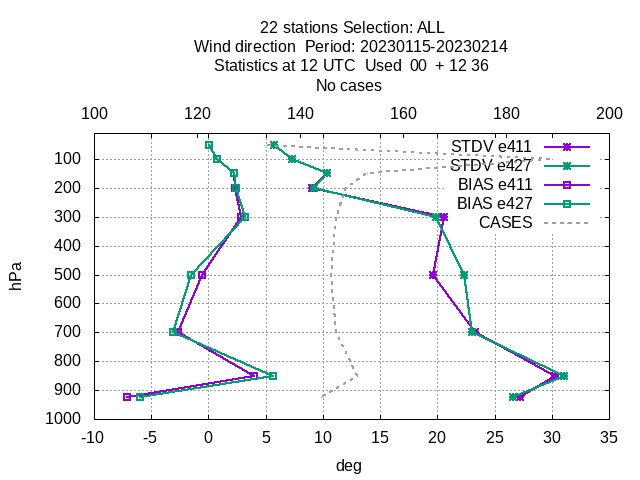 22 stations Selection: ALL
Wind direction  Period: 20230115-20230214
Statistics at 12 UTC  Used  00  + 12 36
No cases
100 120 140 160 180 200
STDV e411
STDV e427
BIAS e411
BIAS e427
CASES
100
200
300
400
500
600
700
800
900
1000
hPa
-10 -5 0 5 10 15 20 25 30 35
deg